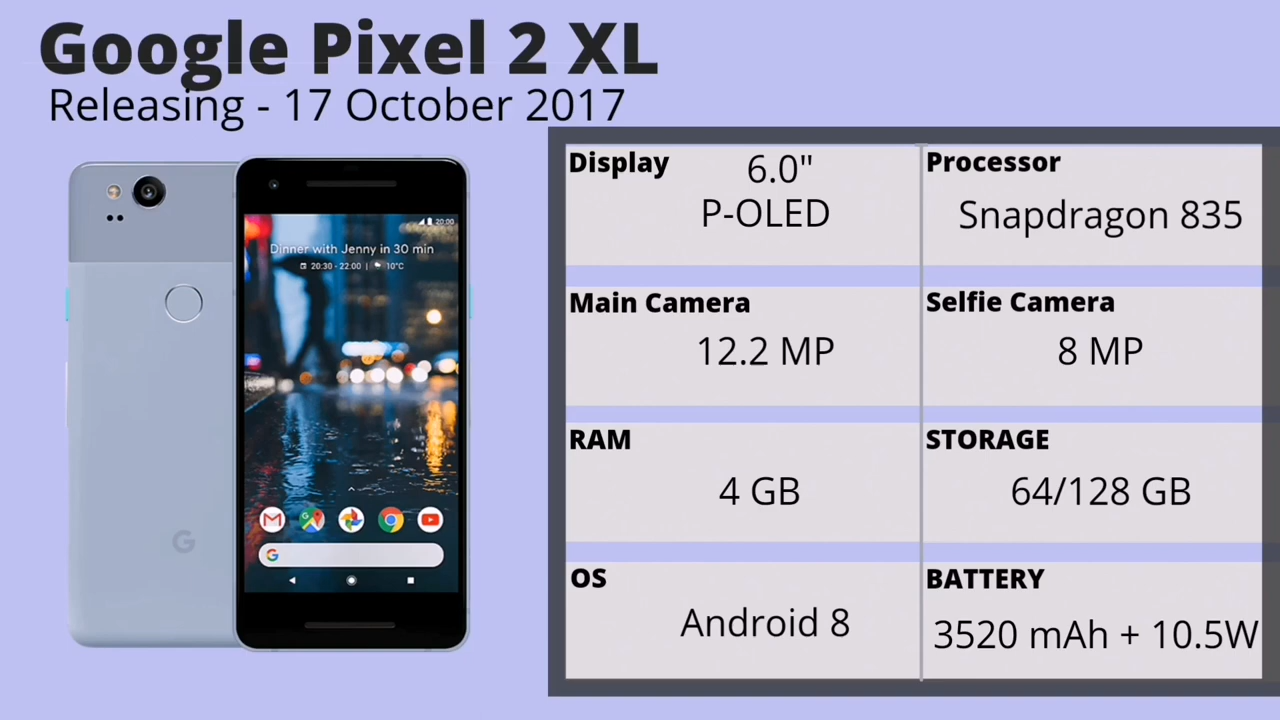 Google Pixel 2 XL
Releasing - 17 October 2017
20:00
Dinner with Jenny in 30 min
20:30 - 22:00 | 10°C
G
G
Display
6.0"
P-OLED
Processor
Snapdragon 835
Main Camera
12.2 MP
Selfie Camera
8 MP
RAM
4 GB
STORAGE
64/128 GB
OS
Android 8
BATTERY
3520 mAh + 10.5W